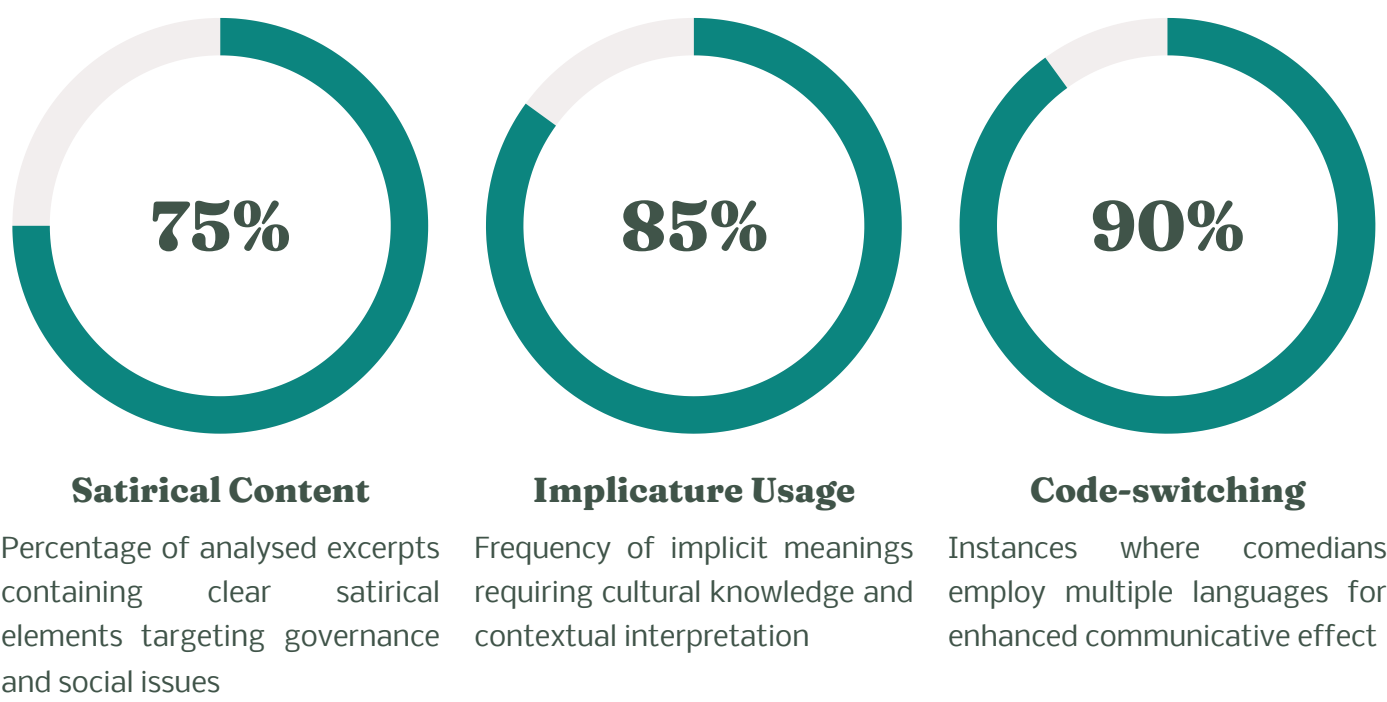 75%
85%
90%
Satirical Content
Percentage of analysed excerpts
containing clear satirical
elements targeting governance
and social issues
Implicature Usage
Frequency of implicit meanings
requiring cultural knowledge and
contextual interpretation
Code-switching
Instances where comedians
employ multiple languages for
enhanced communicative effect